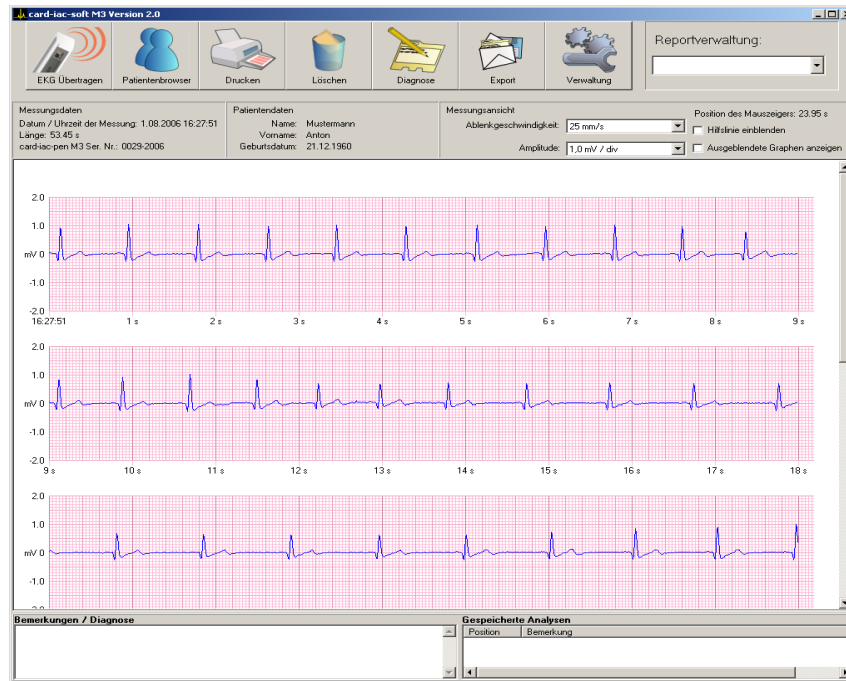 card-iac-soft M3 Version 2.0
EKG Übertragen
Patientenbrowser
Drucken
Löschen
Diagnose
Export
Verwaltung
Reportverwaltung:
Messungsdaten
Datum / Uhrzeit der Messung: 1.08.2006 16:27:51
Länge: 53.45 s
card-iac-pen M3 Ser. Nr.: 0029-2006
Patientendaten
Name: Mustermann
Vorname: Anton
Geburtsdatum: 21.12.1960
Messungsansicht
Ablenkgeschwindigkeit: 25 mm/s
Amplitude: 1,0 mV / div
Position des Mauszeigers: 23.95 s
Hilfslinie einblenden
Ausgeblendete Graphen anzeigen
2.0
1.0
mV 0
-1.0
-2.0
16:27:51 1 s 2 s 3 s 4 s 5 s 6 s 7 s 8 s 9 s
2.0
1.0
mV 0
-1.0
-2.0
9 s 10 s 11 s 12 s 13 s 14 s 15 s 16 s 17 s 18 s
2.0
1.0
mV 0
-1.0
-2.0
Bemerkungen / Diagnose
Gespeicherte Analysen
Position Bemerkung